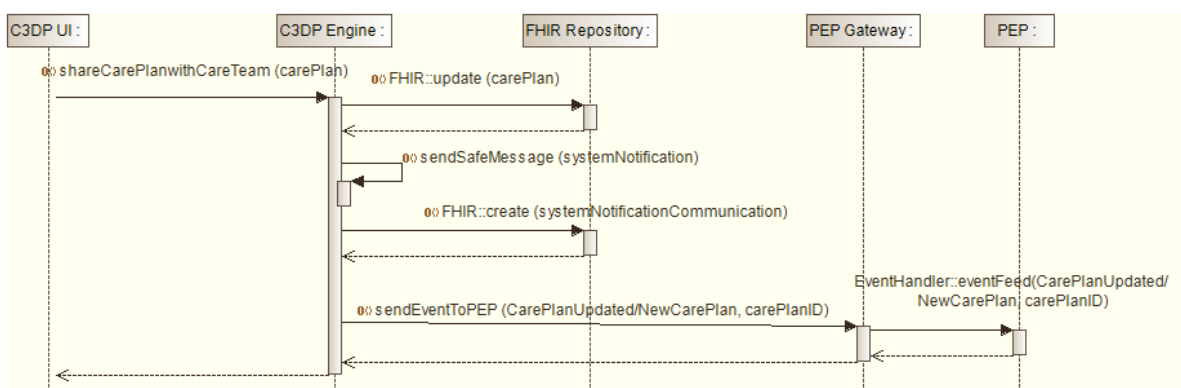 C3DP UI :
C3DP Engine :
FHIR Repository :
PEP Gateway :
PEP :
shareCarePlanwithCareTeam (carePlan)
FHIR::update (carePlan)
sendSafeMessage (systemNotification)
FHIR::create (systemNotificationCommunication)
EventHandler::eventFeed(CarePlanUpdated/
NewCarePlan, carePlanID)
sendEventToPEP (CarePlanUpdated/NewCarePlan, carePlanID)